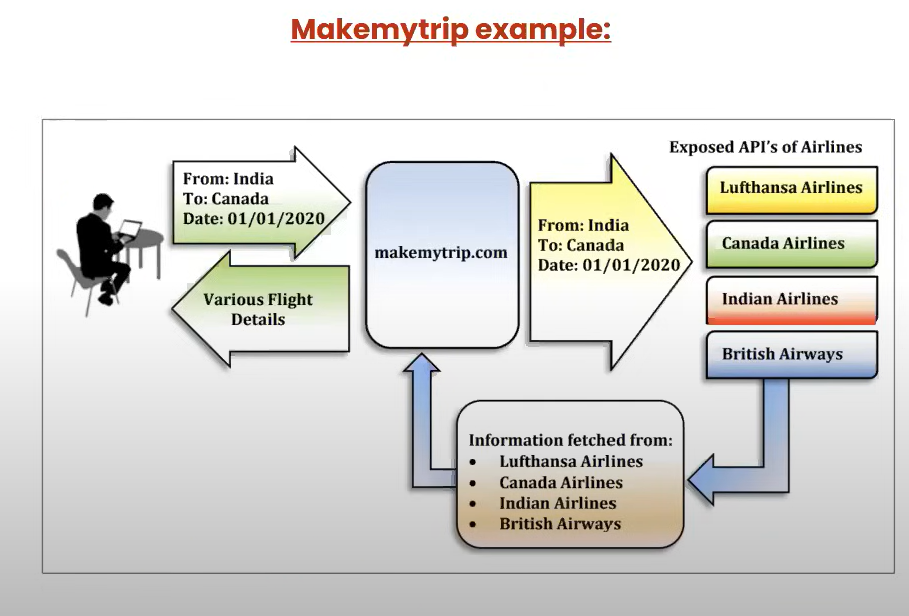 Makemytrip example:
From: India
To: Canada
Date: 01/01/2020
Various Flight
Details
makemytrip.com
From: India
To: Canada
Date: 01/01/2020
Exposed API's of Airlines
Lufthansa Airlines
Canada Airlines
Indian Airlines
British Airways
Information fetched from:
• Lufthansa Airlines
• Canada Airlines
• Indian Airlines
• British Airways